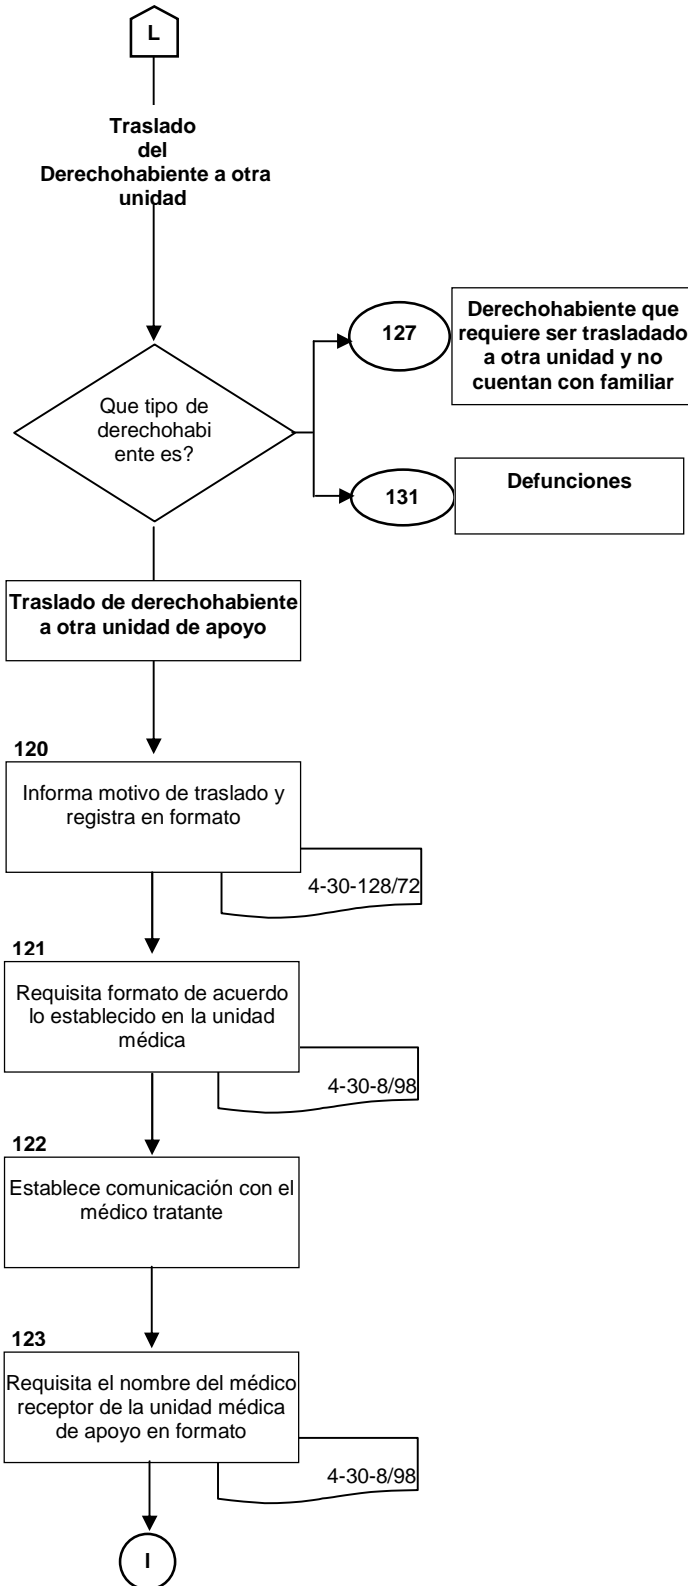 L
Traslado
del
Derechohabiente a otra
unidad
127
Derechohabiente que
requiere ser trasladado
a otra unidad y no
cuentan con familiar
Que tipo de
derechohabi
ente es?
131
Defunciones
Traslado de derechohabiente
a otra unidad de apoyo
120
Informa motivo de traslado y
registra en formato
4-30-128/72
121
Requisita formato de acuerdo
lo establecido en la unidad
médica
4-30-8/98
122
Establece comunicación con el
médico tratante
123
Requisita el nombre del médico
receptor de la unidad médica
de apoyo en formato
4-30-8/98
I